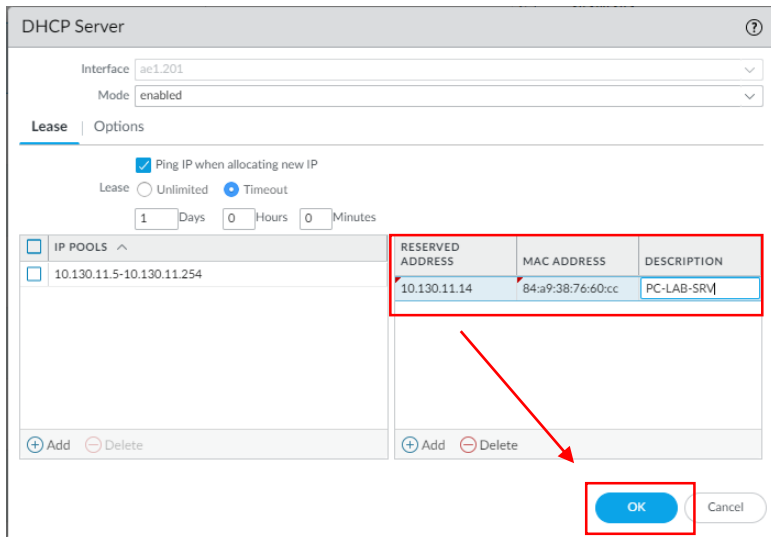 DHCP Server
Interface ae1.201
Mode enabled
Lease Options
Ping IP when allocating new IP
Lease Unlimited Timeout
1 Days 0 Hours 0 Minutes
IP POOLS
10.130.11.5-10.130.11.254
RESERVED ADDRESS MAC ADDRESS DESCRIPTION
10.130.11.14 84:a9:38:76:60:cc PC-LAB-SRV
Add Delete
Add Delete
OK Cancel